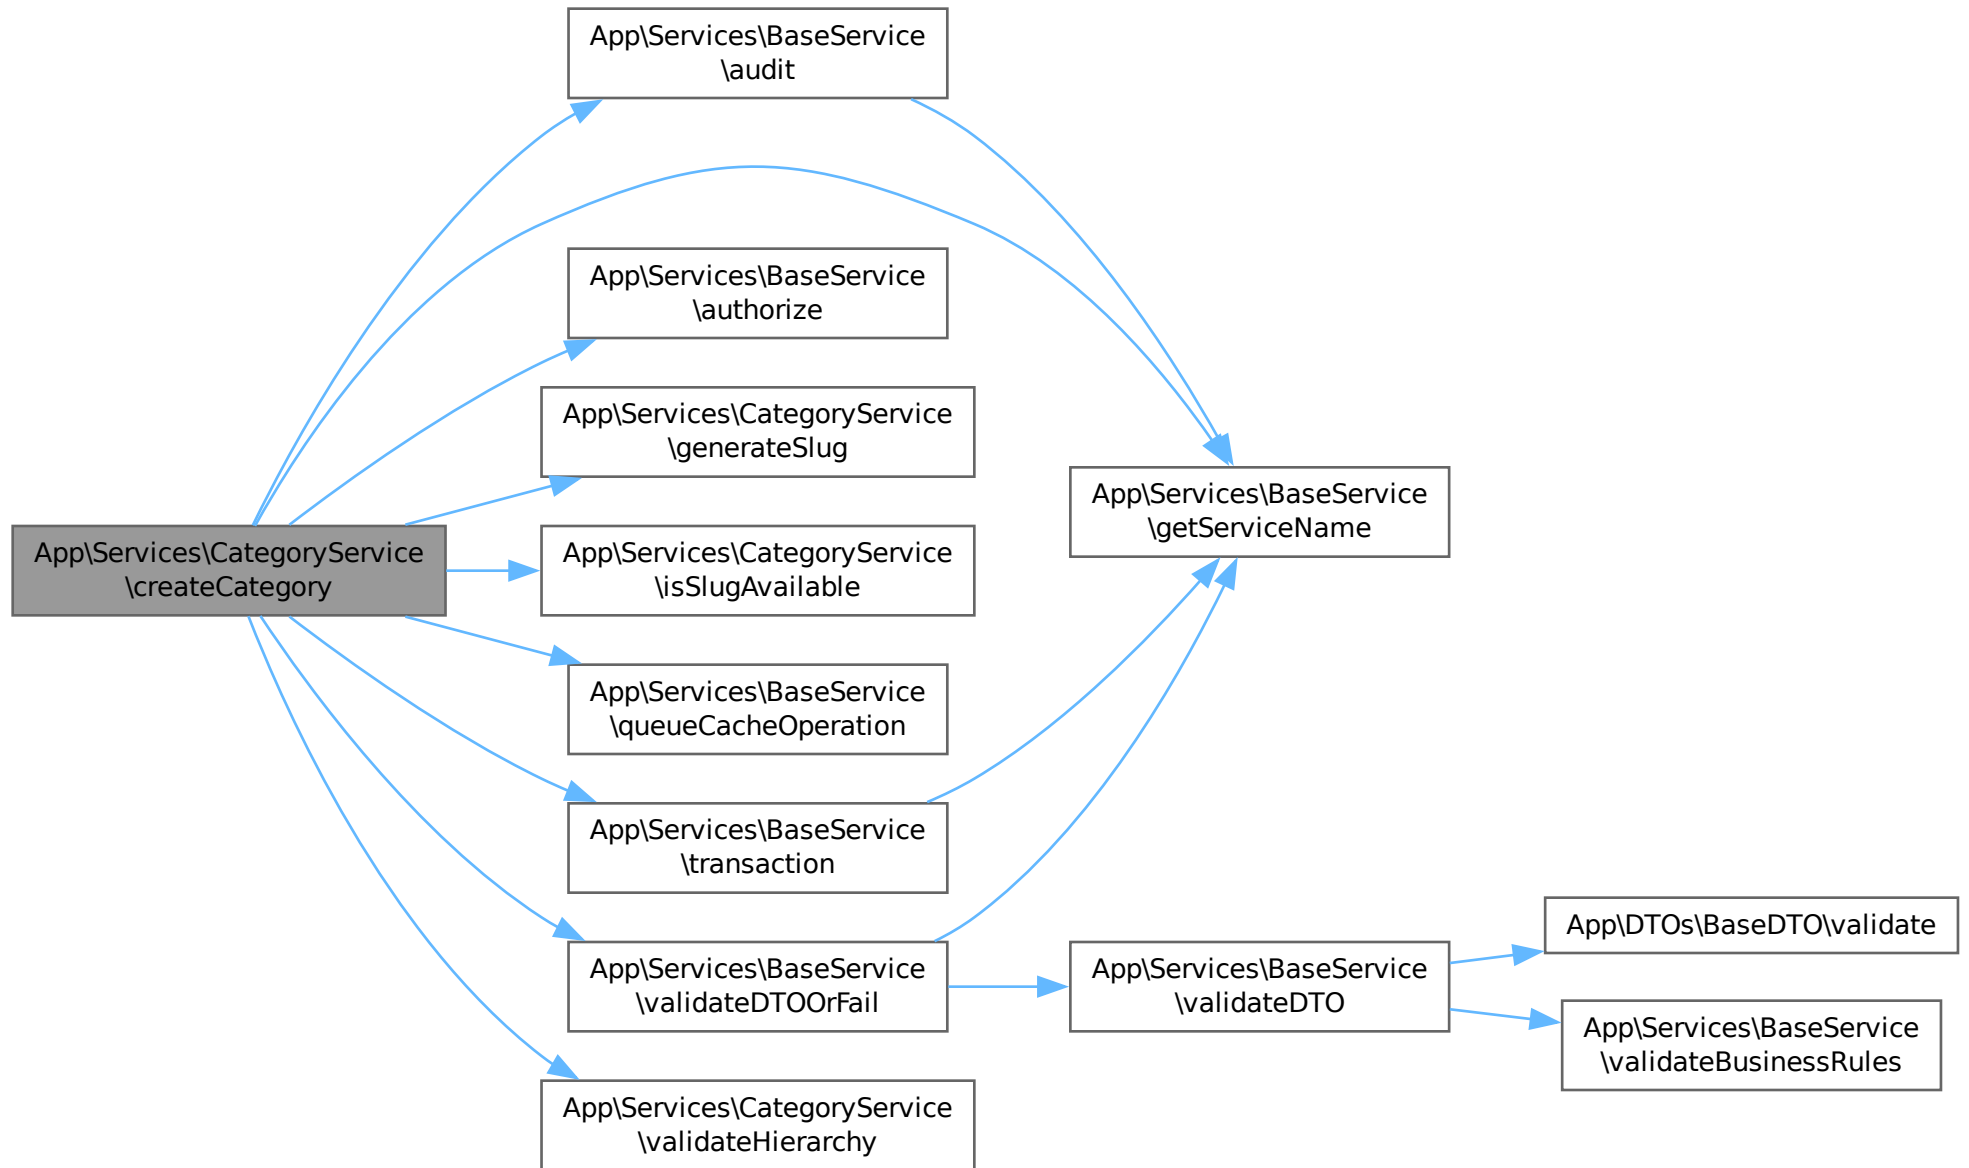 App\Services\BaseService
\audit
App\Services\BaseService
\authorize
App\Services\CategoryService
\generateSlug
App\Services\BaseService
\getServiceName
App\Services\CategoryService
\createCategory
App\Services\CategoryService
\isSlugAvailable
App\Services\BaseService
\queueCacheOperation
App\Services\BaseService
\transaction
App\Services\BaseService
\validateDTOOrFail
App\Services\BaseService
\validateDTO
App\DTOs\BaseDTO\validate
App\Services\BaseService
\validateBusinessRules
App\Services\CategoryService
\validateHierarchy